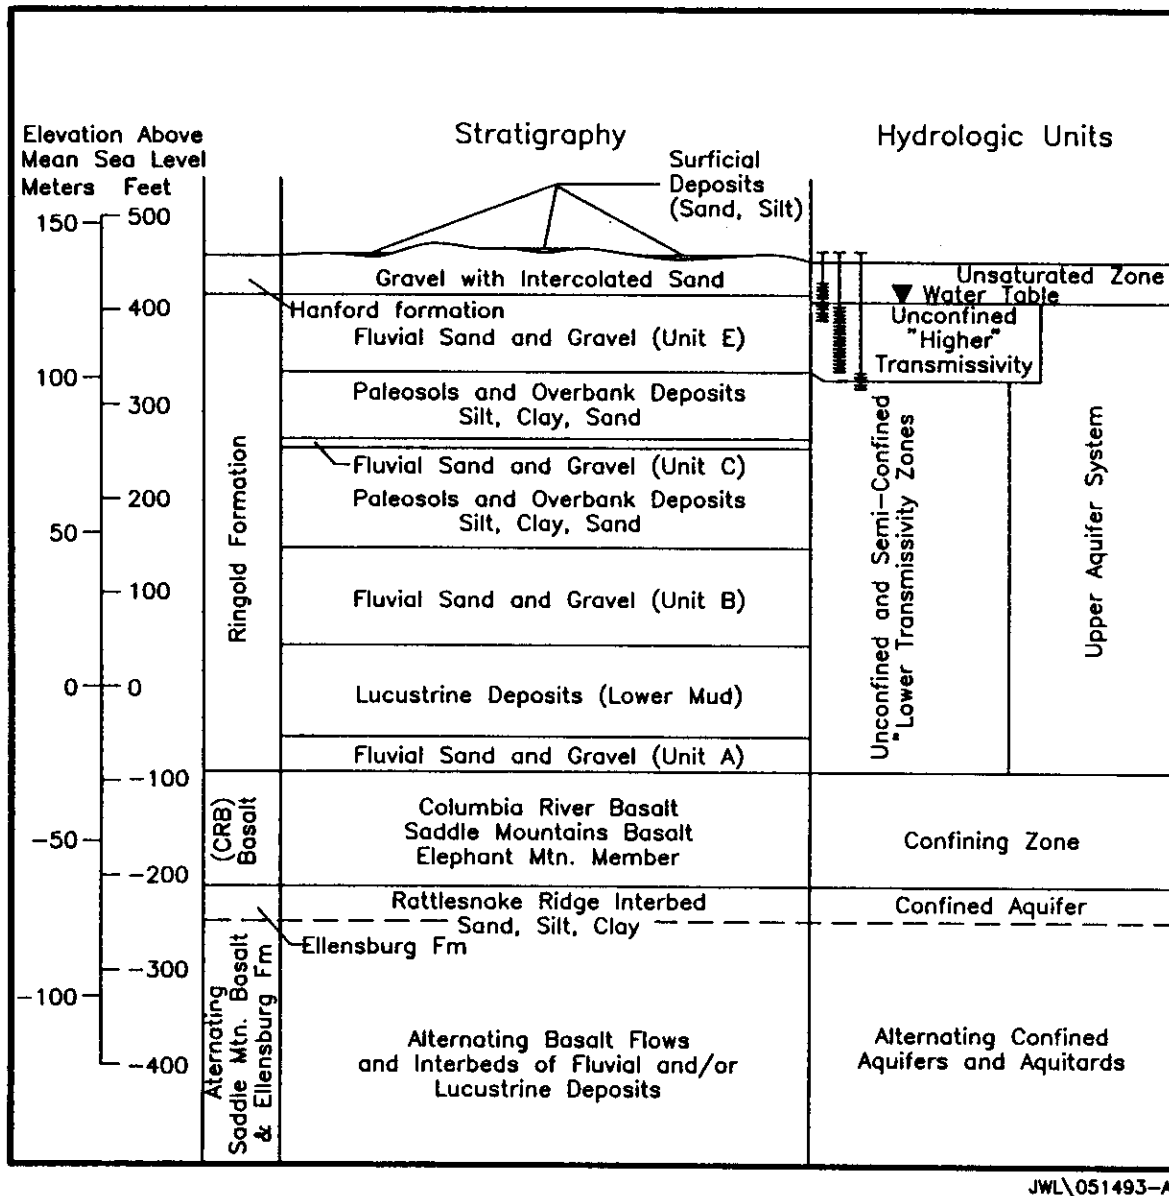 Elevation Above
Mean Sea Level
Meters Feet
Stratigraphy
Hydrologic Units
Surficial
Deposits
(Sand, Silt)
150
500
400
100
300
200
50
100
0
0
-100
-50
-200
-300
-100
-400
Gravel with Intercolated Sand
Hanford formation
Fluvial Sand and Gravel (Unit E)
Paleosols and Overbank Deposits
Silt, Clay, Sand
Fluvial Sand and Gravel (Unit C)
Paleosols and Overbank Deposits
Silt, Clay, Sand
Fluvial Sand and Gravel (Unit B)
Lucustrine Deposits (Lower Mud)
Fluvial Sand and Gravel (Unit A)
Ringold Formation
Columbia River Basalt
Saddle Mountains Basalt
Elephant Mtn. Member
(CRB)
Basalt
Rattlesnake Ridge Interbed
Sand, Silt, Clay
Ellensburg Fm
Aternating
Saddle Mtn. Basalt
& Ellensburg Fm
Alternating Basalt Flows
and Interbeds of Fluvial and/or
Lucustrine Deposits
Unsaturated Zone
Water Table
Unconfined
"Higher"
Transmissivity
Unconfined and Semi-Confined
"Lower Transmissivity Zones
Upper Aquifer System
Confining Zone
Confined Aquifer
Alternating Confined
Aquifers and Aquitards
JWL\051493-A